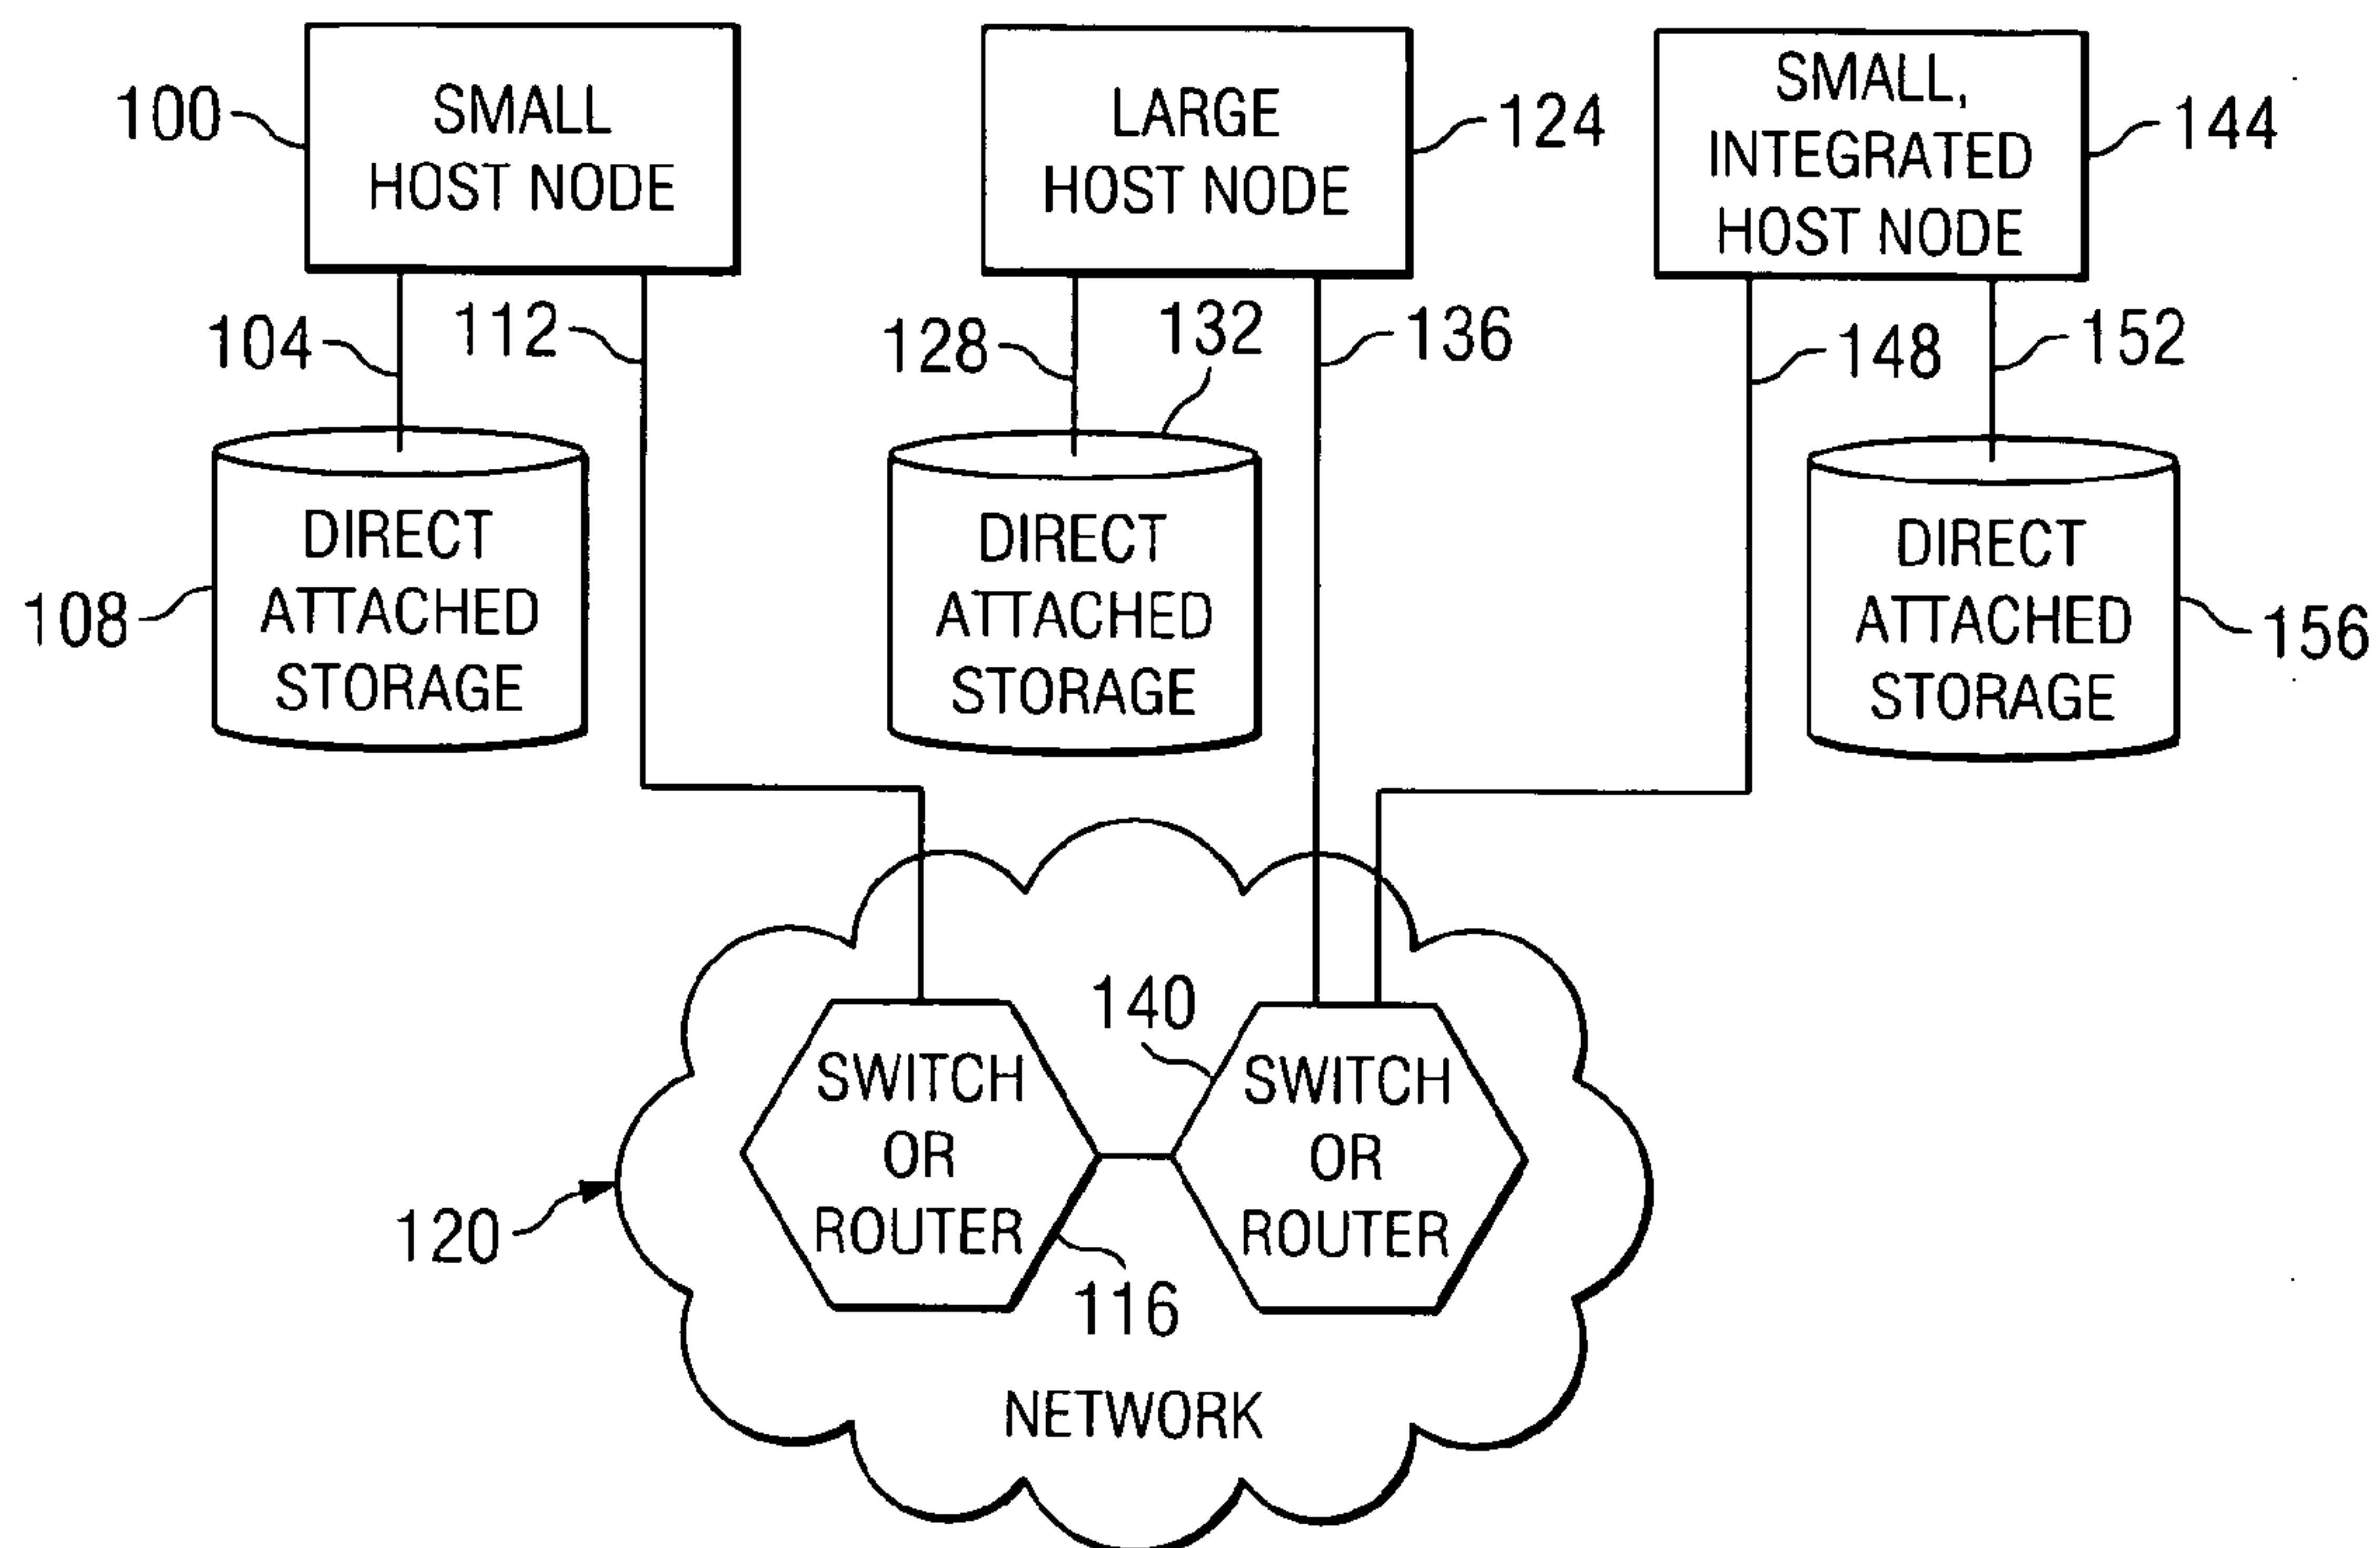 SMALL
HOST NODE
100
LARGE
HOST NODE
124
SMALL,
INTEGRATED
HOST NODE
144
104
112
128
132
136
148
152
DIRECT
ATTACHED
STORAGE
108
DIRECT
ATTACHED
STORAGE
DIRECT
ATTACHED
STORAGE
156
140
SWITCH
OR
ROUTER
SWITCH
OR
ROUTER
120
116
NETWORK